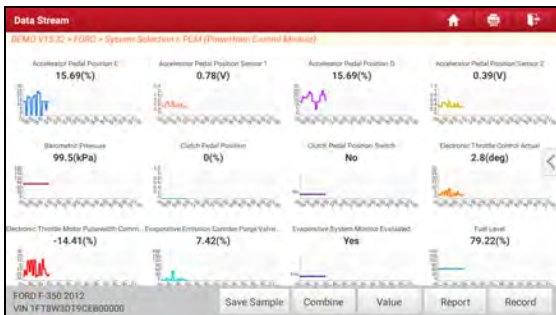 Data Stream
DEMO V15.32 > FORD > System Selection > PCM (Powertrain Control Module)
Accelerator Pedal Position E
15.69(%)
Accelerator Pedal Position Sensor 1
0.78(V)
Accelerator Pedal Position D
15.69(%)
Accelerator Pedal Position Sensor 2
0.39(V)
Barometric Pressure
99.5(kPa)
Clutch Pedal Position
0(%)
Clutch Pedal Position Switch
No
Electronic Throttle Control Actual
2.8(deg)
Electronic Throttle Motor Pulsewidth Comm...
-14.41(%)
Evaporative Emission Canister Purge Valve...
7.42(%)
Evaporative System Monitor Evaluated
Yes
Fuel Level
79.22(%)
FORD F-350 2012
VIN 1FT8W3DT9CEB00000
Save Sample
Combine
Value
Report
Record